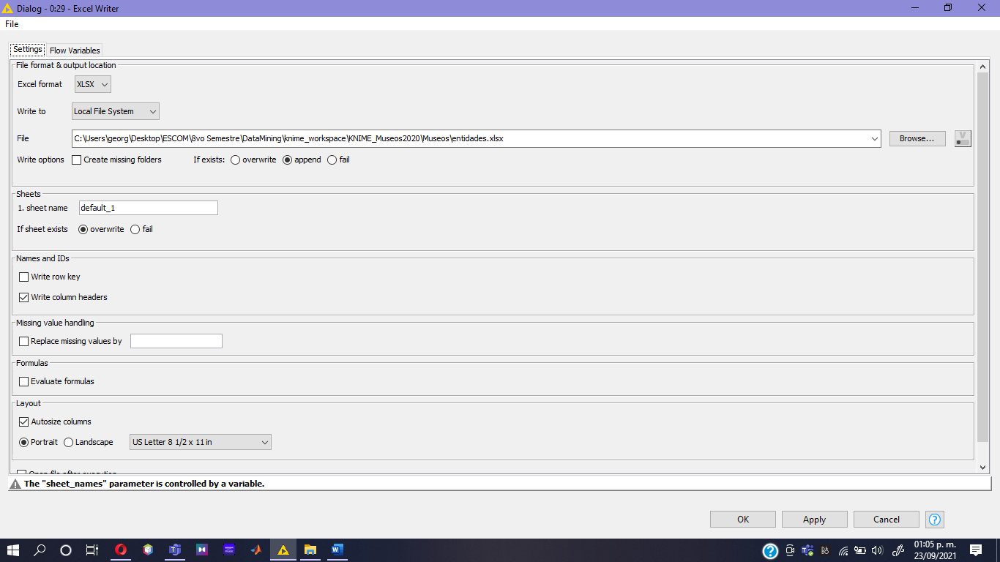 Dialog - 0:29 - Excel Writer
File
Settings Flow Variables
File format & output location
Excel format XLSX
Write to Local File System
File C:\Users\georg\Desktop\ESCOM\8vo Semestre\DataMining\knime_workspace\KNIME_Museos2020\Museos\entidades.xlsx Browse...
Write options Create missing folders If exists: overwrite append fail
Sheets
1. sheet name default_1
If sheet exists overwrite fail
Names and IDs
Write row key
Write column headers
Missing value handling
Replace missing values by
Formulas
Evaluate formulas
Layout
Autosize columns
Portrait Landscape US Letter 8 1/2 x 11 in
Open file after execution
The "sheet_names" parameter is controlled by a variable.
OK Apply Cancel
01:05 p. m.
23/09/2021